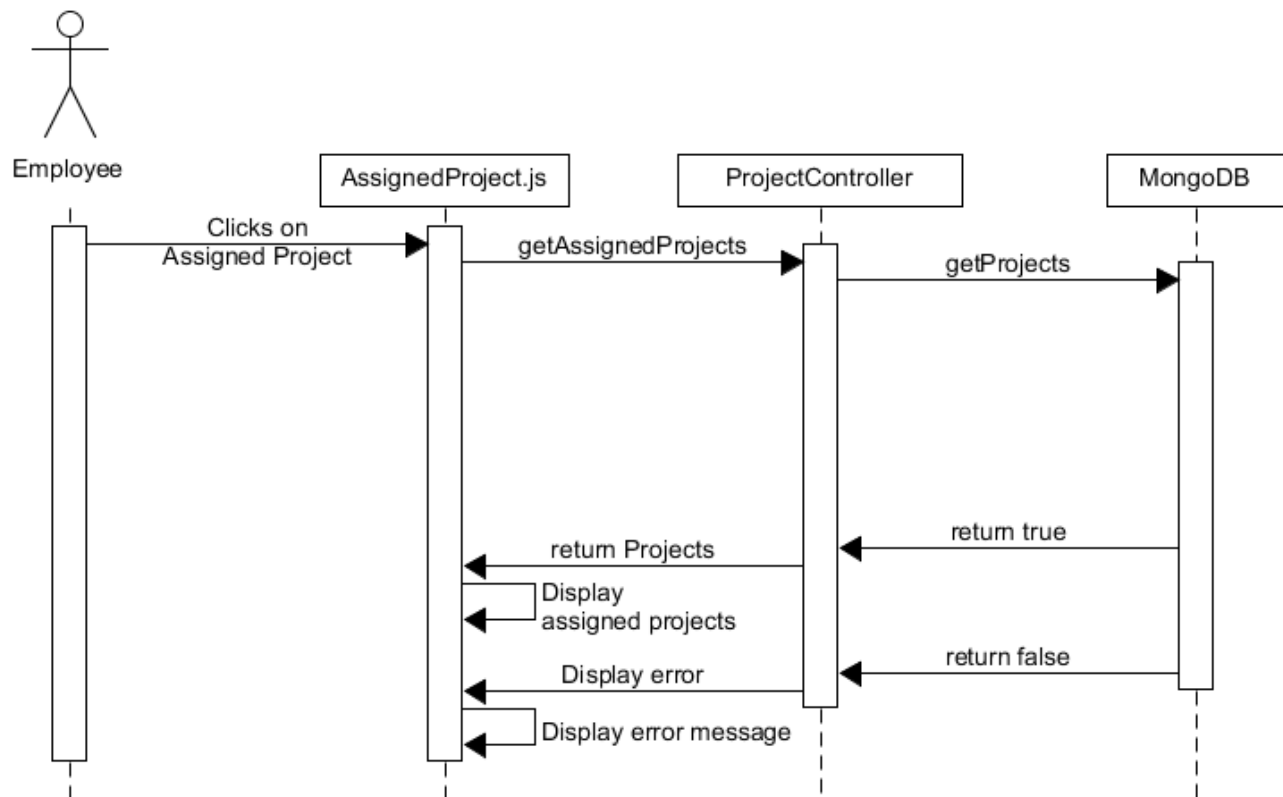 Employee
AssignedProject.js
ProjectController
MongoDB
Clicks on
Assigned Project
getAssignedProjects
getProjects
return true
return Projects
Display
assigned projects
return false
Display error
Display error message